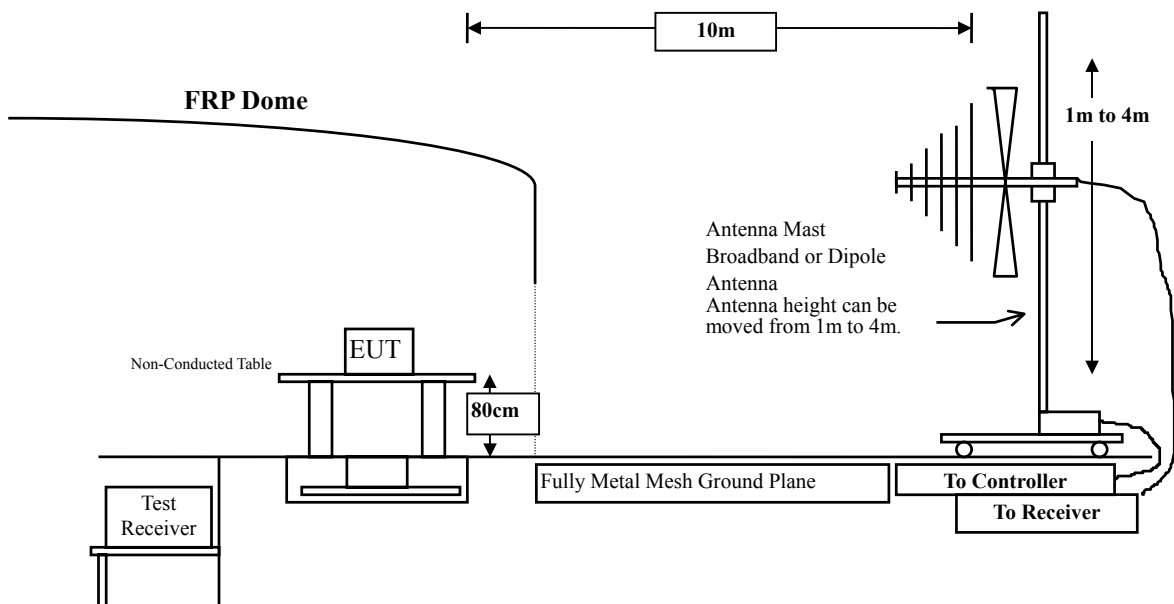 10m
FRP Dome
1m to 4m
Antenna Mast
Broadband or Dipole
Antenna
Antenna height can be
moved from 1m to 4m.
EUT
Non-Conducted Table
80cm
Fully Metal Mesh Ground Plane
To Controller
Test
Receiver
To Receiver